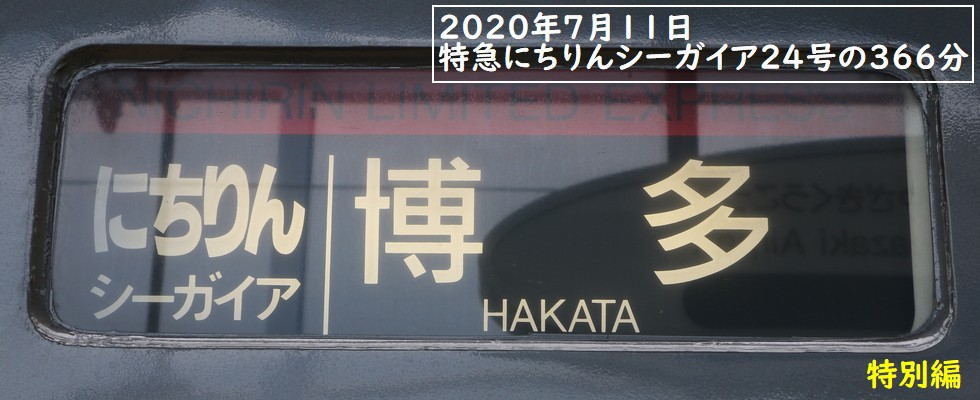 2020年7月11日
特急にちりんシーガイア24号の366分
NICHIRIN LIMITED EXPRESS
にちりん
シーガイア
博多
HAKATA
特別編